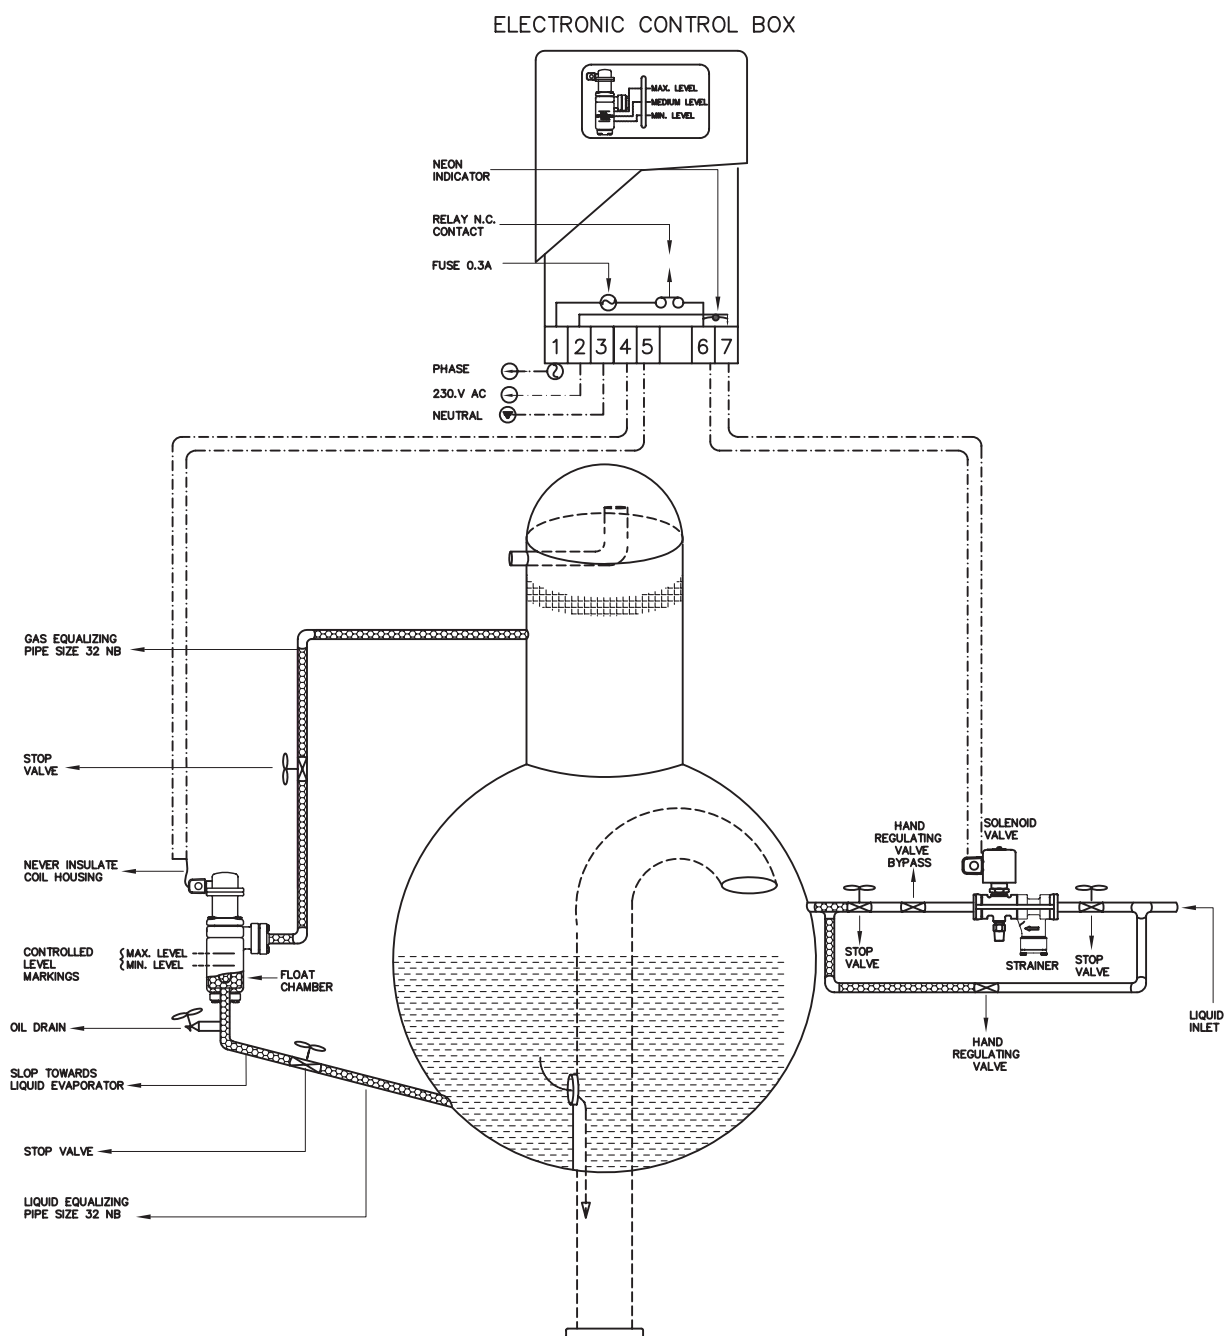 ELECTRONIC CONTROL BOX
MAX. LEVEL
MEDIUM LEVEL
MIN. LEVEL
NEON
INDICATOR
RELAY N.C.
CONTACT
FUSE 0.3A
1 2 3 4 5 6 7
PHASE
230.V AC
NEUTRAL
GAS EQUALIZING
PIPE SIZE 32 NB
STOP
VALVE
NEVER INSULATE
COIL HOUSING
CONTROLLED
LEVEL
MARKINGS
MAX. LEVEL
MIN. LEVEL
FLOAT
CHAMBER
OIL DRAIN
SLOP TOWARDS
LIQUID EVAPORATOR
STOP VALVE
LIQUID EQUALIZING
PIPE SIZE 32 NB
HAND
REGULATING
VALVE
BYPASS
SOLENOID
VALVE
STOP
VALVE
STRAINER
STOP
VALVE
HAND
REGULATING
VALVE
LIQUID
INLET